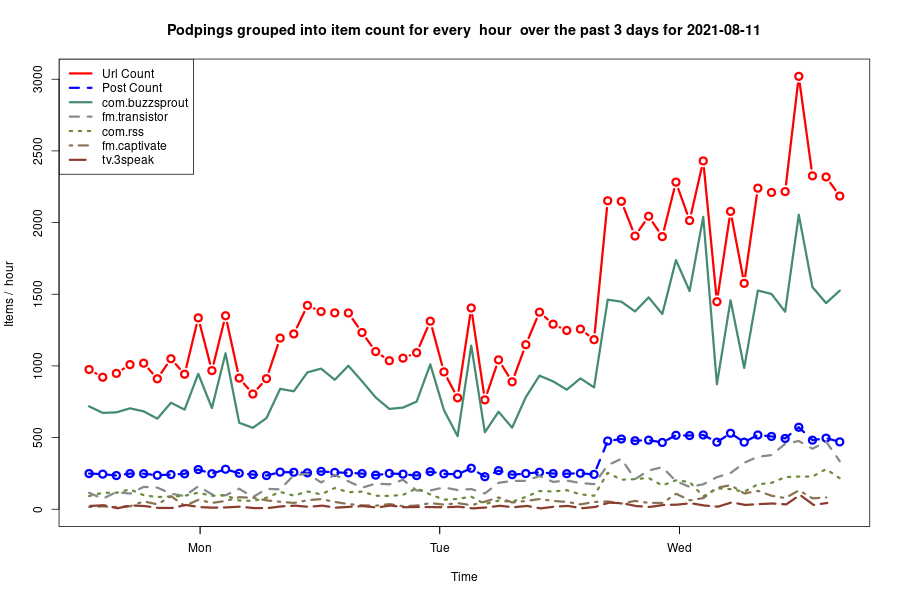 Podpings grouped into item count for every  hour  over the past 3 days for 2021-08-11
Url Count
Post Count
com.buzzsprout
fm.transistor
com.rss
fm.captivate
tv.3speak
3000
2500
2000
1500
1000
500
0
Items /  hour
Mon
Tue
Wed
Time